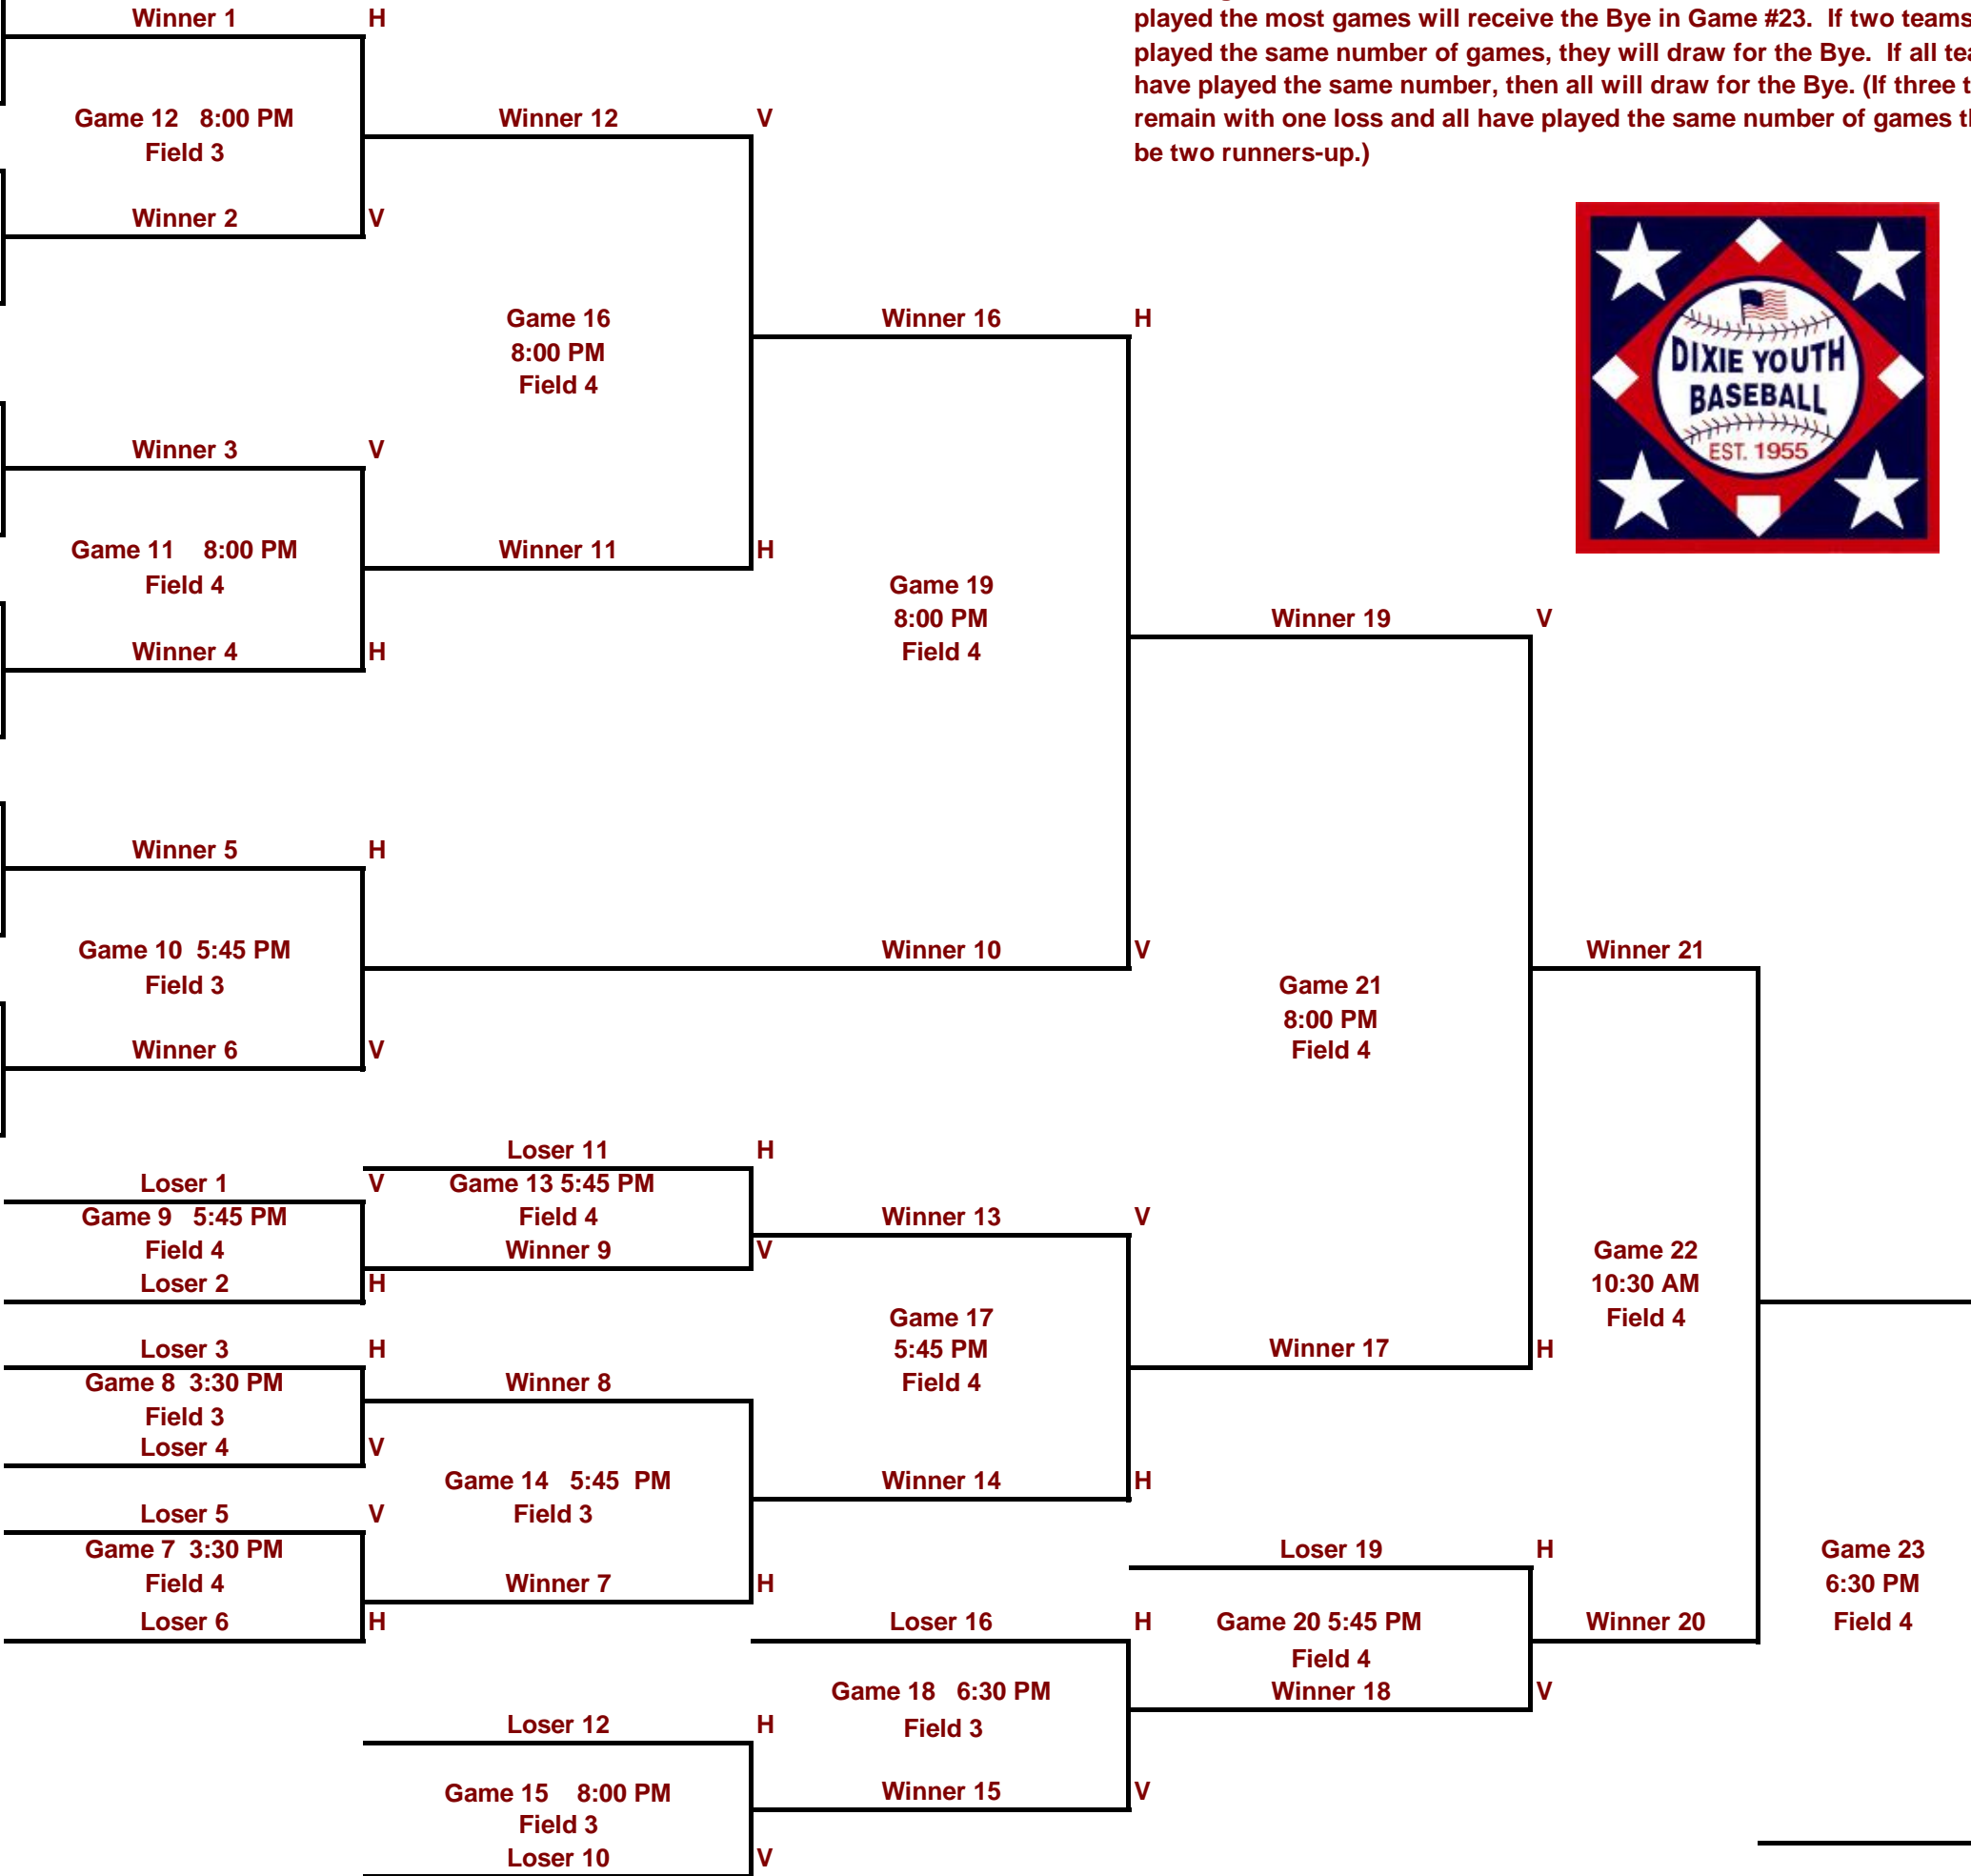 played the most games will receive the Bye in Game #23. If two teams
played the same number of games, they will draw for the Bye. If all
have played the same number, then all will draw for the Bye. (If three
remain with one loss and all have played the same number of games
be two runners-up.)
Winner 1 H
Game 12 8:00 PM
Field 3
Winner 2 V
Winner 12 V
Game 16
8:00 PM
Field 4
Winner 3 V
Game 11 8:00 PM
Field 4
Winner 4 H
Winner 11 H
Winner 16 H
Game 19
8:00 PM
Field 4
DIXIE YOUTH
BASEBALL
EST. 1955
Winner 19 V
Winner 5 H
Game 10 5:45 PM
Field 3
Winner 6 V
Winner 10 V
Game 21
8:00 PM
Field 4
Winner 21
Loser 11 H
Loser 1 V
Game 13 5:45 PM
Game 9 5:45 PM
Field 4
Field 4
Winner 9 V
Loser 2 H
Winner 13 V
Game 22
10:30 AM
Field 4
Game 17
5:45 PM
Field 4
Winner 17 H
Loser 3 H
Game 8 3:30 PM
Field 3
Loser 4 V
Winner 8
Game 14 5:45 PM
Field 3
Winner 14 H
Loser 5 V
Game 7 3:30 PM
Field 4
Loser 6 H
Winner 7 H
Loser 19 H
Game 23
6:30 PM
Field 4
Loser 16 H
Game 20 5:45 PM
Field 4
Winner 18 V
Winner 20
Game 18 6:30 PM
Field 3
Loser 12 H
Game 15 8:00 PM
Field 3
Loser 10 V
Winner 15 V